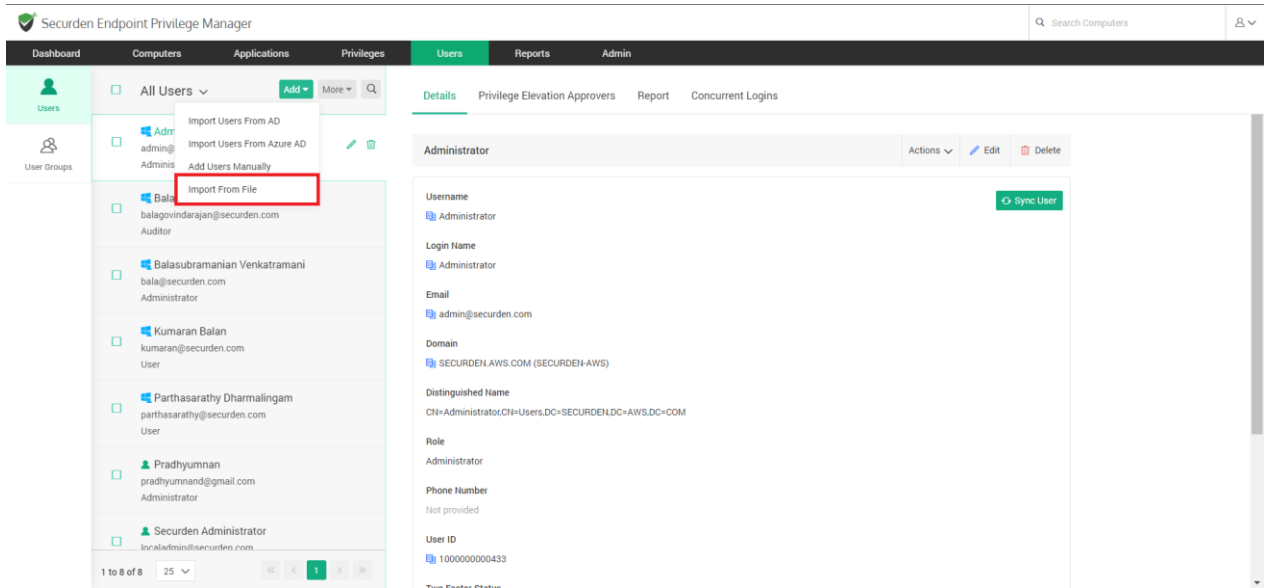 Securden Endpoint Privilege Manager
Search Computers
Dashboard Computers Applications Privileges Users Reports Admin
Users
User Groups
All Users
Add More
Import Users From AD
Import Users From Azure AD
Add Users Manually
Import From File
Adm
admin@
Adminis
Bala
balagovindarajan@securden.com
Auditor
Balasubramanian Venkatramani
bala@securden.com
Administrator
Kumaran Balan
kumaran@securden.com
User
Parthasarathy Dharmalingam
parthasarathy@securden.com
User
Pradhyumnan
pradhyumnand@gmail.com
Administrator
Securden Administrator
localadmin@securden.com
1 to 8 of 8 25 « < 1 > »
Details Privilege Elevation Approvers Report Concurrent Logins
Administrator Actions Edit Delete
Sync User
Username
Administrator
Login Name
Administrator
Email
admin@securden.com
Domain
SECURDEN.AWS.COM (SECURDEN-AWS)
Distinguished Name
CN=Administrator,CN=Users,DC=SECURDEN,DC=AWS,DC=COM
Role
Administrator
Phone Number
Not provided
User ID
1000000000433
Two Factor Status